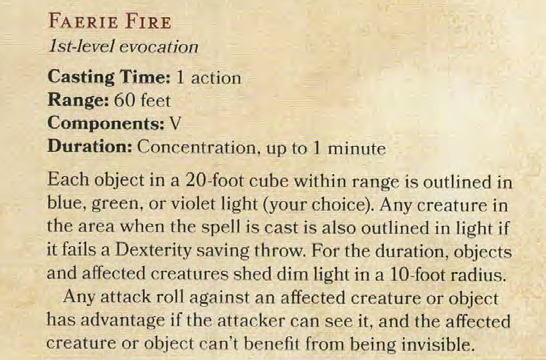 FAERIE FIRE
1st-level evocation
Casting Time: 1 action
Range: 60 feet
Components: V
Duration: Concentration, up to 1 minute
Each object in a 20-foot cube within range is outlined in
blue, green, or violet light (your choice). Any creature in
the area when the spell is cast is also outlined in light if
it fails a Dexterity saving throw. For the duration, objects
and affected creatures shed dim light in a 10-foot radius.
Any attack roll against an affected creature or object
has advantage if the attacker can see it, and the affected
creature or object can't benefit from being invisible.